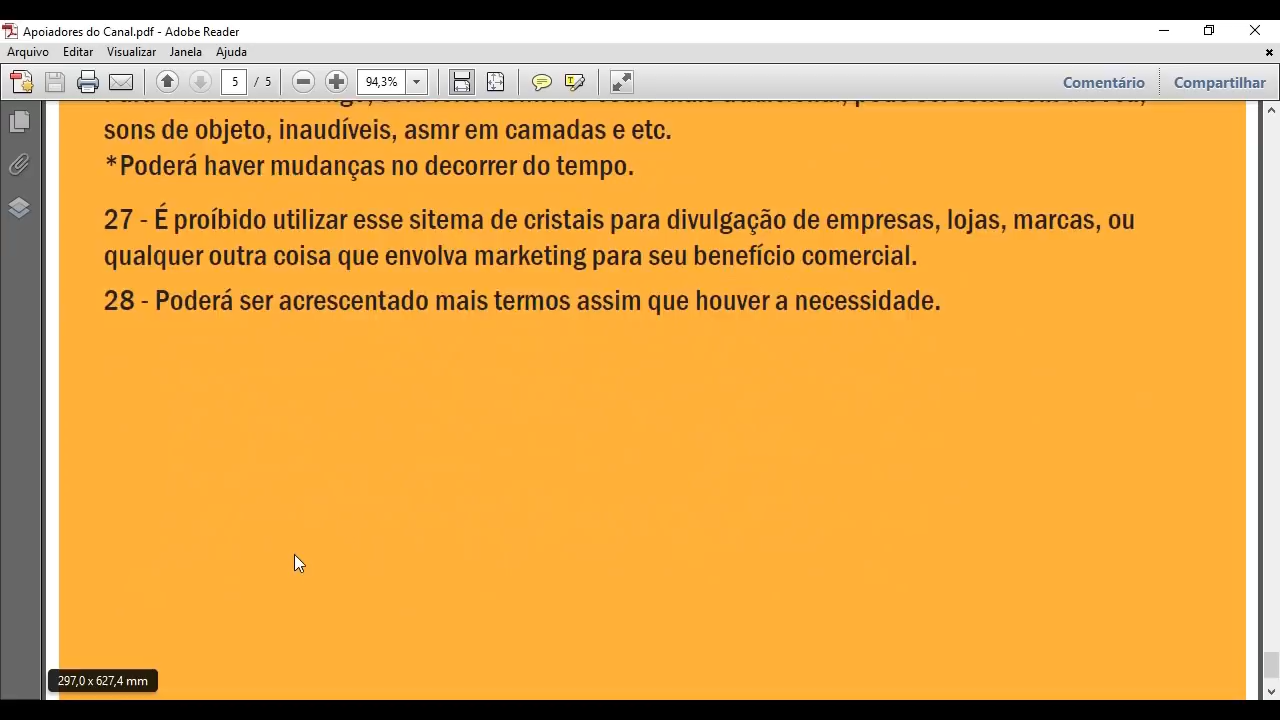 Apoiadores do Canal.pdf - Adobe Reader
Arquivo Editar Visualizar Janela Ajuda
5 / 5 94,3% Comentário Compartilhar
sons de objeto, inaudíveis, asmr em camadas e etc.
*Poderá haver mudanças no decorrer do tempo.
27 - É proíbido utilizar esse sitema de cristais para divulgação de empresas, lojas, marcas, ou
qualquer outra coisa que envolva marketing para seu benefício comercial.
28 - Poderá ser acrescentado mais termos assim que houver a necessidade.
297,0 x 627,4 mm